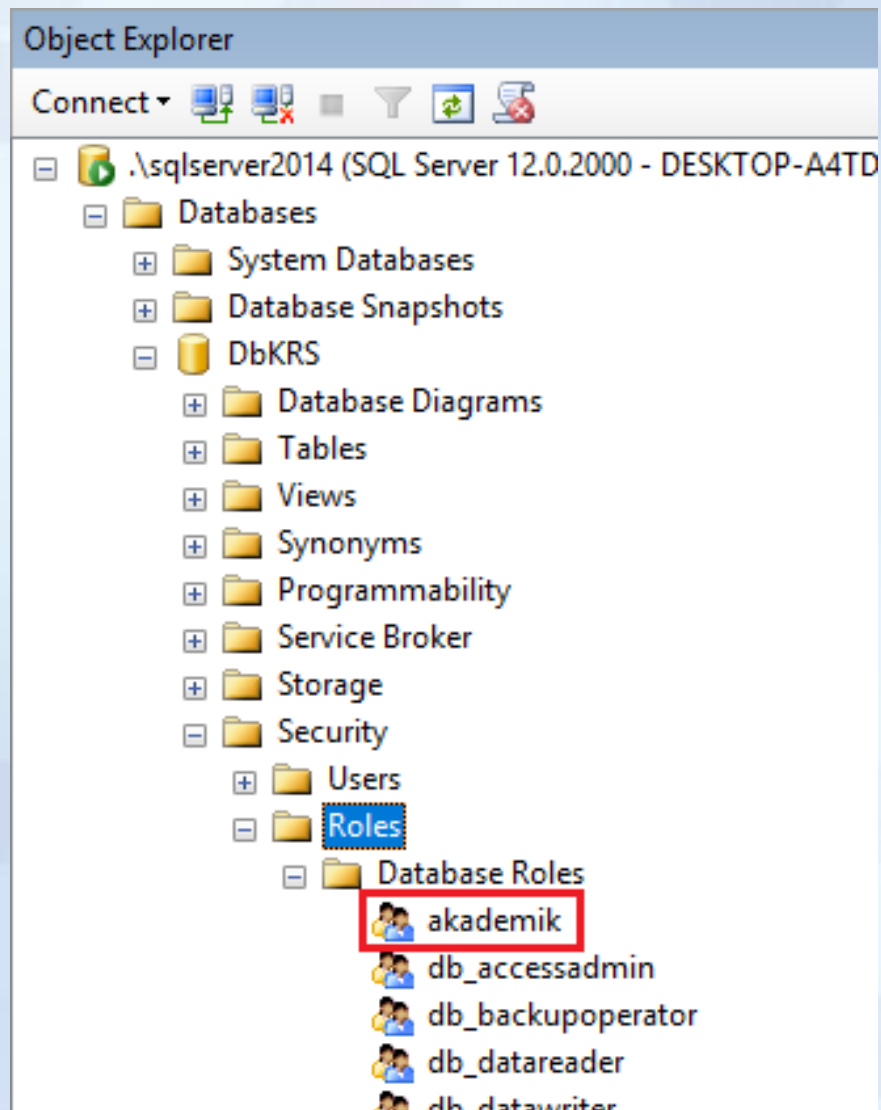 Object Explorer
Connect
.\sqlserver2014 (SQL Server 12.0.2000 - DESKTOP-A4TD
Databases
System Databases
Database Snapshots
DbKRS
Database Diagrams
Tables
Views
Synonyms
Programmability
Service Broker
Storage
Security
Users
Roles
Database Roles
akademik
db_accessadmin
db_backupoperator
db_datareader
db_datawriter